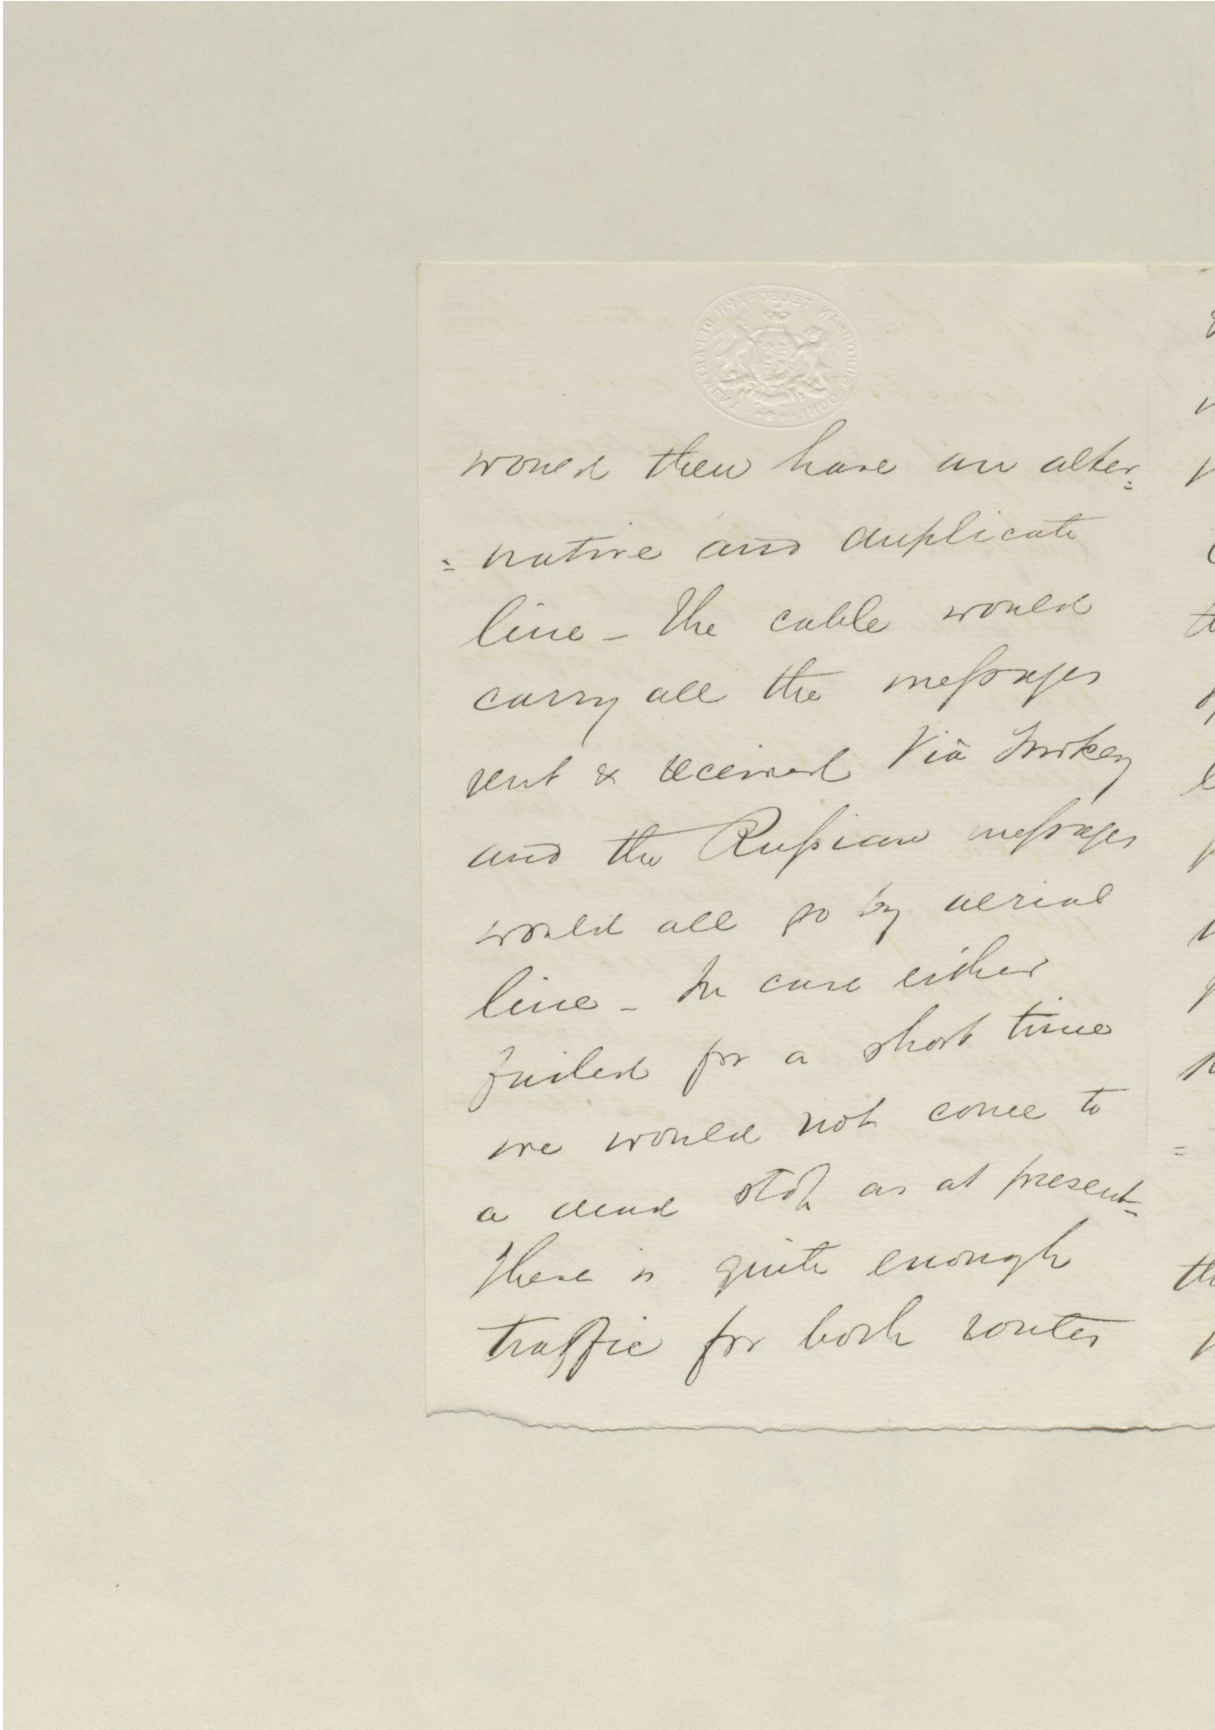 would then have an alter=
=native and duplicate
line – The cable would
carry all the messages
sent & received Via Turkey
and the Russian messages
would all go by aerial
line – In case either
failed for a short time
we would not come to
a dead stop as at present –
There is quite enough
traffic for both routes